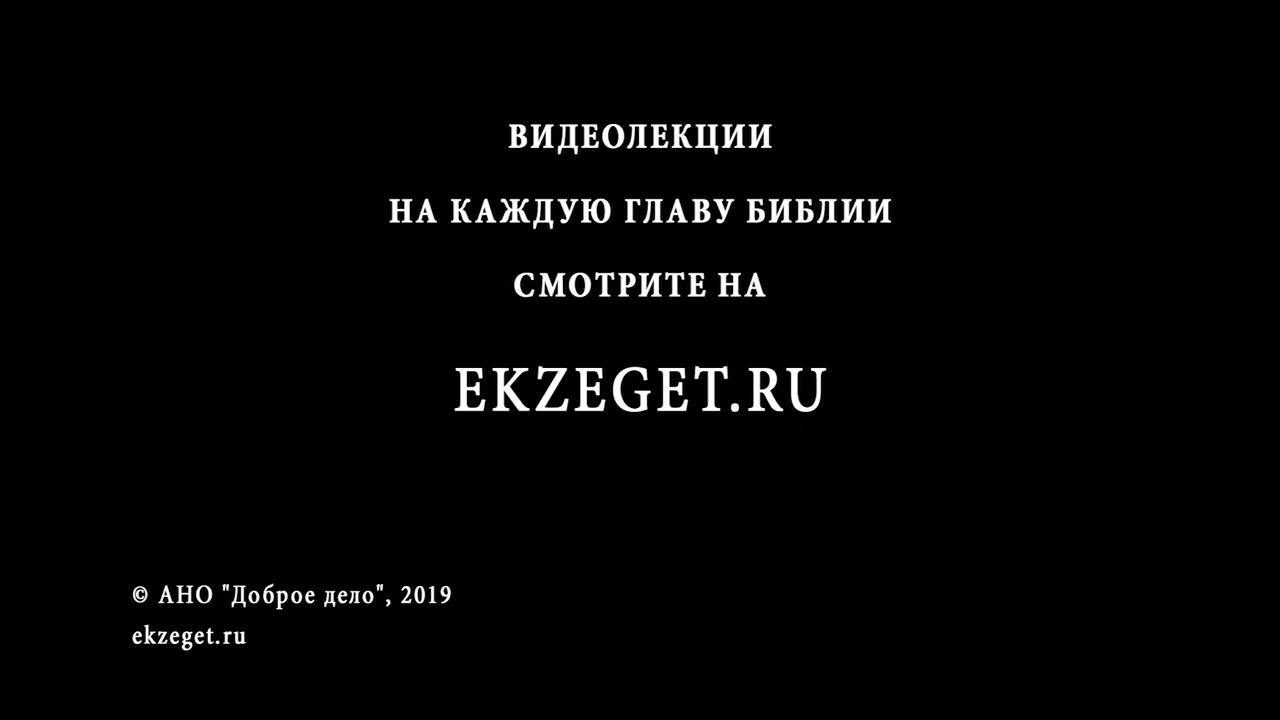 ВИДЕОЛЕКЦИИ
НА КАЖДУЮ ГЛАВУ БИБЛИИ
СМОТРИТЕ НА
EKZEGET.RU
© АНО "Доброе дело", 2019
ekzeget.ru